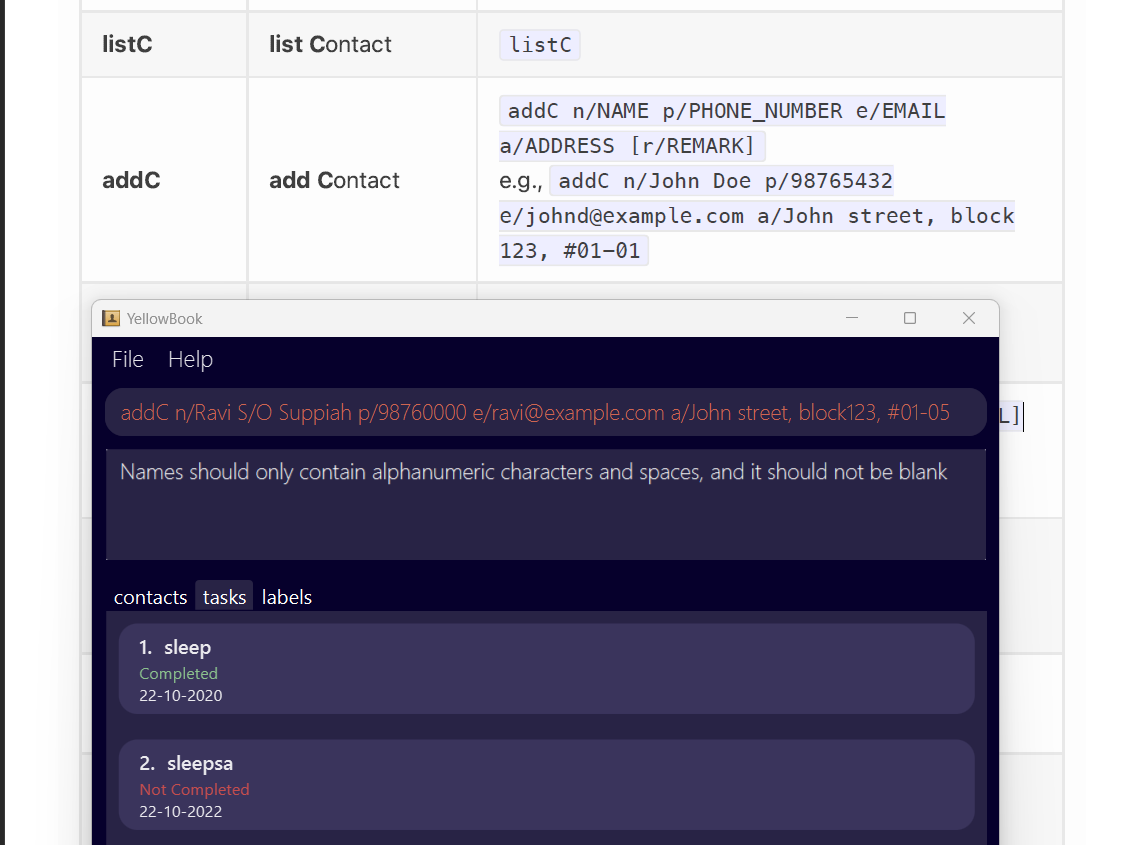 listC list Contact listC
addC add Contact addC n/NAME p/PHONE_NUMBER e/EMAIL
a/ADDRESS [r/REMARK]
e.g., addC n/John Doe p/98765432
e/johnd@example.com a/John street, block
123, #01-01
YellowBook
File Help
addC n/Ravi S/O Suppiah p/98760000 e/ravi@example.com a/John street, block123, #01-05
L]
Names should only contain alphanumeric characters and spaces, and it should not be blank
contacts tasks labels
1. sleep
Completed
22-10-2020
2. sleepsa
Not Completed
22-10-2022